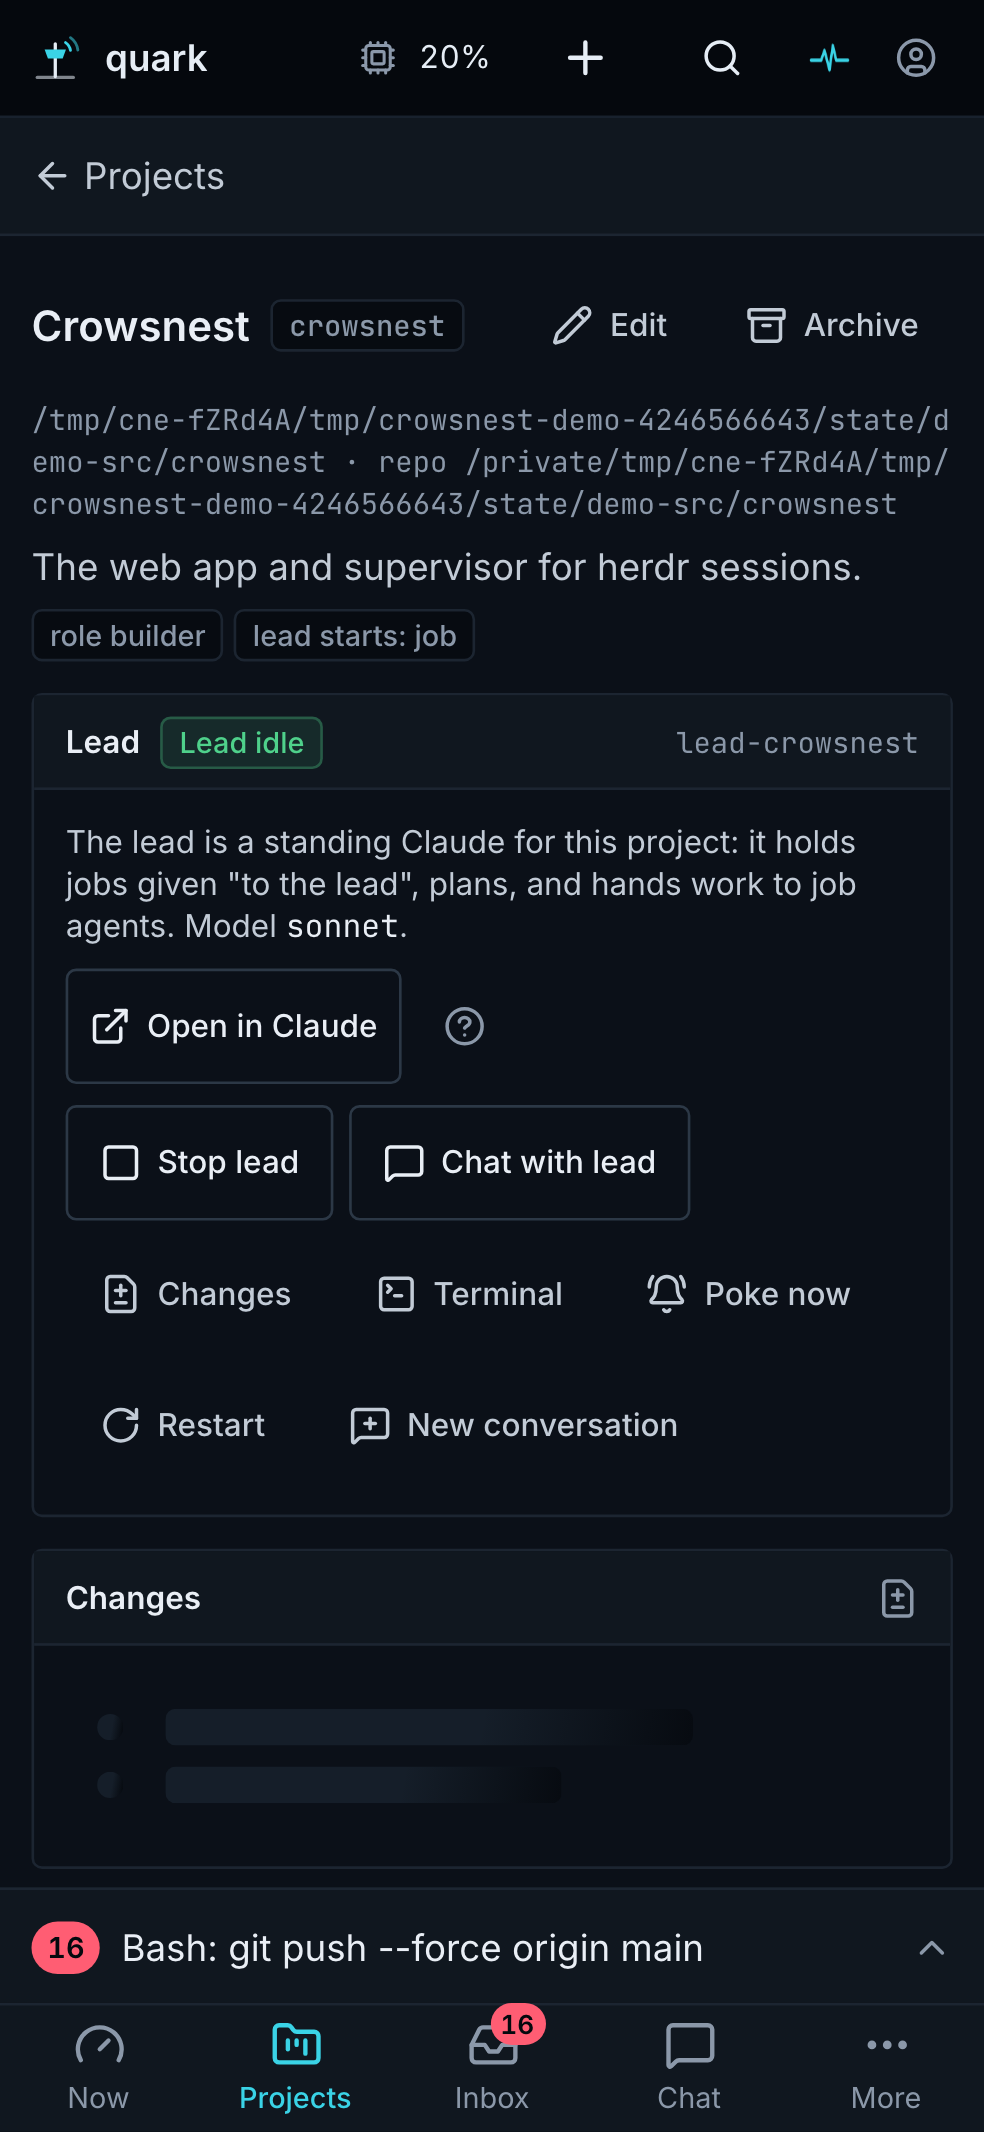 quark
20%
Projects
Crowsnest
crowsnest
Edit
Archive
/tmp/cne-fZRd4A/tmp/crowsnest-demo-4246566643/state/d
emo-src/crowsnest · repo /private/tmp/cne-fZRd4A/tmp/
crowsnest-demo-4246566643/state/demo-src/crowsnest
The web app and supervisor for herdr sessions.
role builder
lead starts: job
Lead
Lead idle
lead-crowsnest
The lead is a standing Claude for this project: it holds
jobs given "to the lead", plans, and hands work to job
agents. Model sonnet.
Open in Claude
Stop lead
Chat with lead
Changes
Terminal
Poke now
Restart
New conversation
Changes
16
Bash: git push --force origin main
16
Now
Projects
Inbox
Chat
More